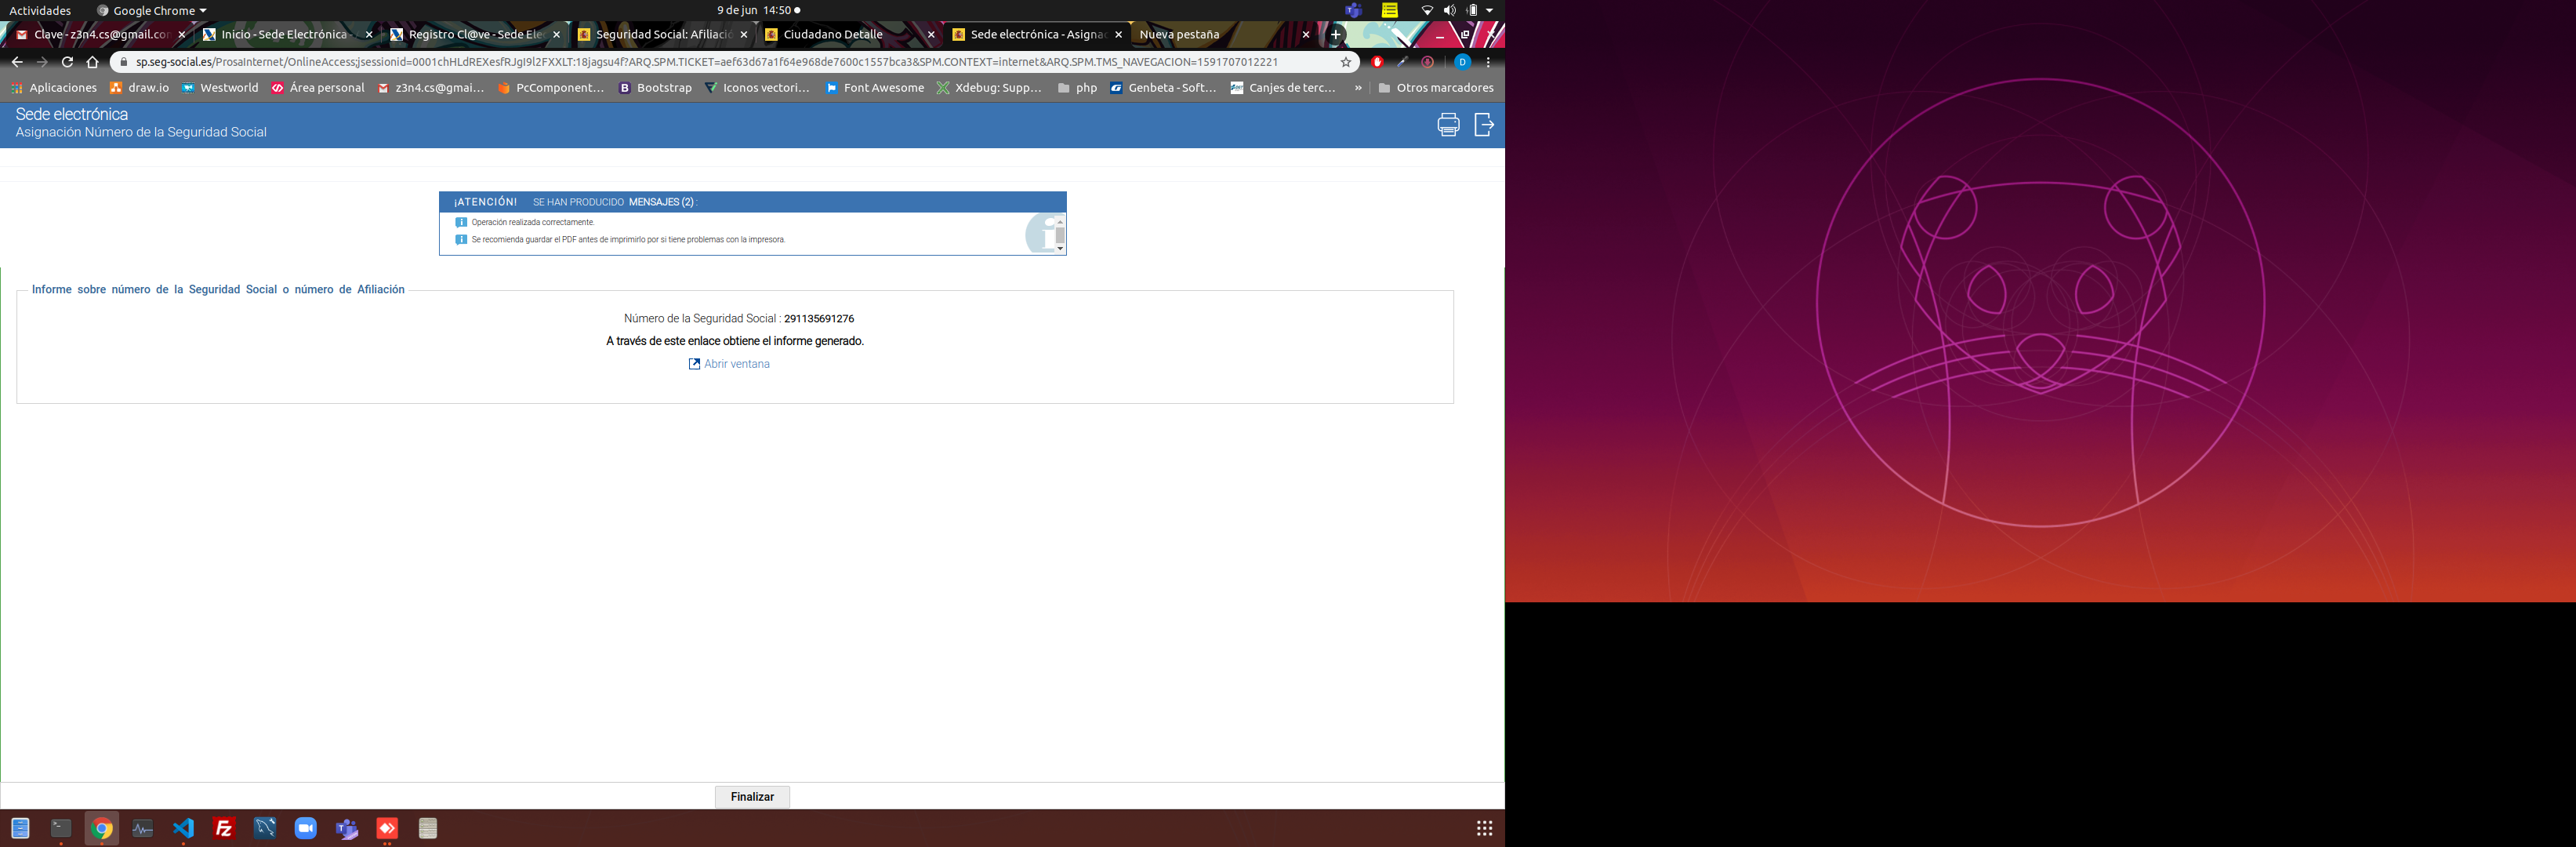 Actividades Google Chrome 9 de jun 14:50
Clave - z3n4.cs@gmail.com Inicio - Sede Electrónica - Registro Cl@ve - Sede Elec Seguridad Social: Afiliació Ciudadano Detalle Sede electrónica - Asignac Nueva pestaña
sp.seg-social.es/ProsaInternet/OnlineAccess;jsessionid=0001chHLdREXesfRJgI9l2FXXLT:18jagsu4f?ARQ.SPM.TICKET=aef63d67a1f64e968de7600c1557bca3&SPM.CONTEXT=internet&ARQ.SPM.TMS_NAVEGACION=1591707012221
Aplicaciones draw.io Westworld Área personal z3n4.cs@gmai... PcComponent... Bootstrap Iconos vectori... Font Awesome Xdebug: Supp... php Genbeta - Soft... Canjes de terc... » Otros marcadores
Sede electrónica
Asignación Número de la Seguridad Social
¡ATENCIÓN! SE HAN PRODUCIDO MENSAJES (2) :
Operación realizada correctamente.
Se recomienda guardar el PDF antes de imprimirlo por si tiene problemas con la impresora.
Informe sobre número de la Seguridad Social o número de Afiliación
Número de la Seguridad Social : 291135691276
A través de este enlace obtiene el informe generado.
Abrir ventana
Finalizar